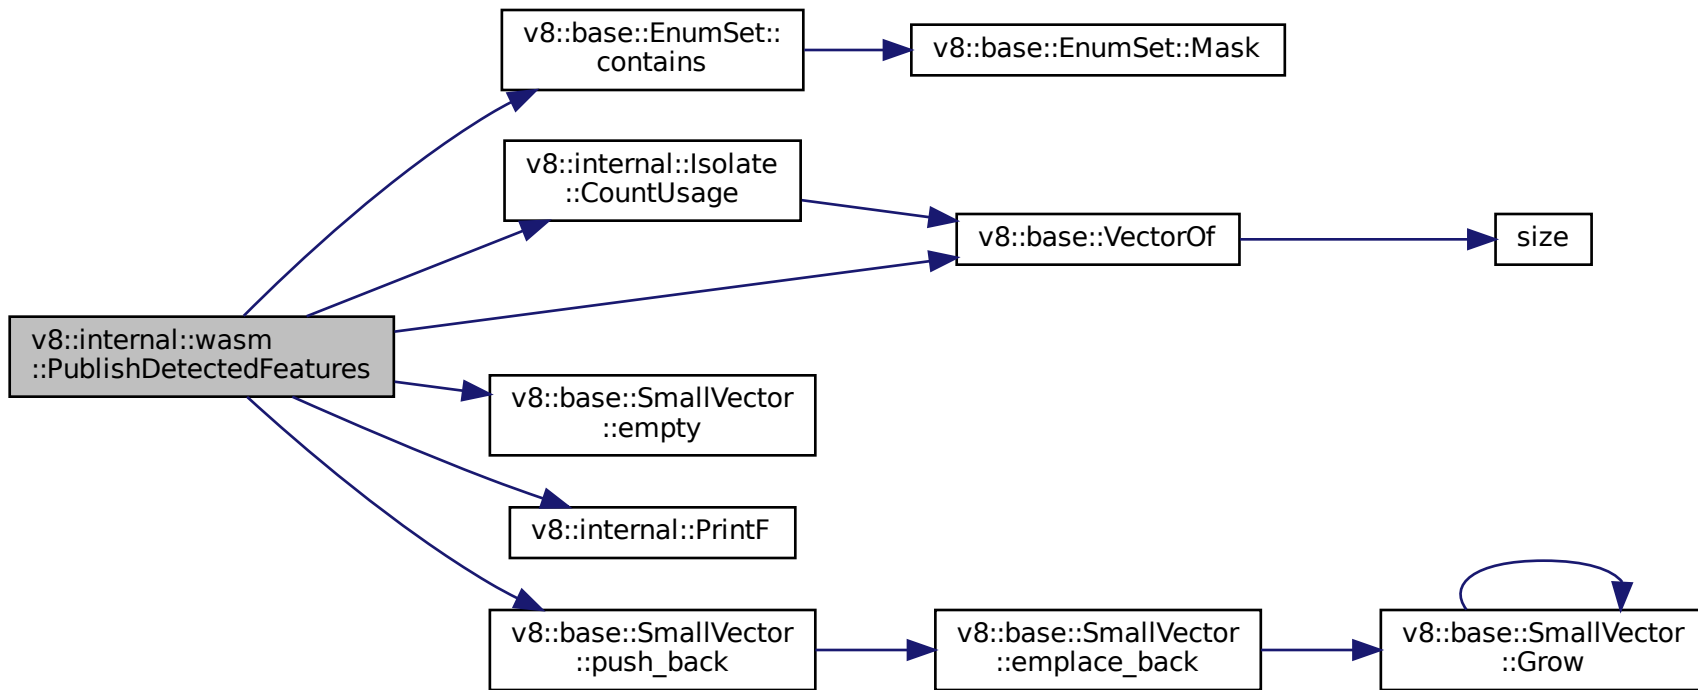 v8::base::EnumSet::
contains
v8::base::EnumSet::Mask
v8::internal::Isolate
::CountUsage
v8::base::VectorOf
size
v8::internal::wasm
::PublishDetectedFeatures
v8::base::SmallVector
::empty
v8::internal::PrintF
v8::base::SmallVector
::push_back
v8::base::SmallVector
::emplace_back
v8::base::SmallVector
::Grow